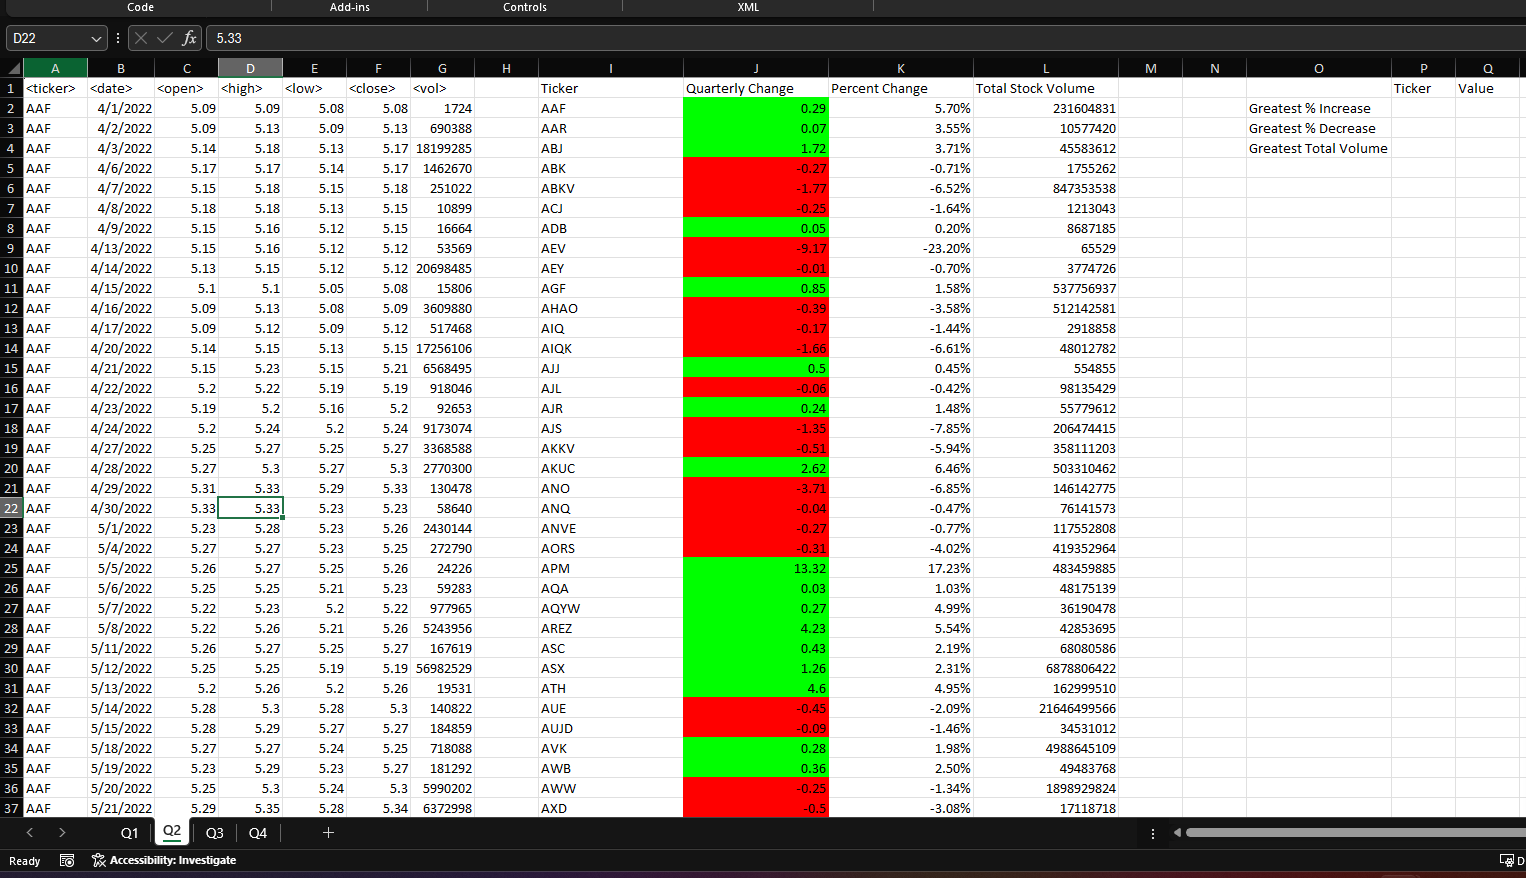 Code Add-ins Controls XML
D22 fx 5.33
A B C D E F G H I J K L M N O P Q
1 <ticker> <date> <open> <high> <low> <close> <vol> Ticker Quarterly Change Percent Change Total Stock Volume Ticker Value
2 AAF 4/1/2022 5.09 5.09 5.08 5.08 1724 AAF 0.29 5.70% 231604831 Greatest % Increase
3 AAF 4/2/2022 5.09 5.13 5.09 5.13 690388 AAR 0.07 3.55% 10577420 Greatest % Decrease
4 AAF 4/3/2022 5.14 5.18 5.13 5.17 18199285 ABJ 1.72 3.71% 45583612 Greatest Total Volume
5 AAF 4/6/2022 5.17 5.17 5.14 5.17 1462670 ABK -0.27 -0.71% 1755262
6 AAF 4/7/2022 5.15 5.18 5.15 5.18 251022 ABKV -1.77 -6.52% 847353538
7 AAF 4/8/2022 5.18 5.18 5.13 5.15 10899 ACJ -0.25 -1.64% 1213043
8 AAF 4/9/2022 5.15 5.16 5.12 5.15 16664 ADB 0.05 0.20% 8687185
9 AAF 4/13/2022 5.15 5.16 5.12 5.12 53569 AEV -9.17 -23.20% 65529
10 AAF 4/14/2022 5.13 5.15 5.12 5.12 20698485 AEY -0.01 -0.70% 3774726
11 AAF 4/15/2022 5.1 5.1 5.05 5.08 15806 AGF 0.85 1.58% 537756937
12 AAF 4/16/2022 5.09 5.13 5.08 5.09 3609880 AHAO -0.39 -3.58% 512142581
13 AAF 4/17/2022 5.09 5.12 5.09 5.12 517468 AIQ -0.17 -1.44% 2918858
14 AAF 4/20/2022 5.14 5.15 5.13 5.15 17256106 AIQK -1.66 -6.61% 48012782
15 AAF 4/21/2022 5.15 5.23 5.15 5.21 6568495 AJJ 0.5 0.45% 554855
16 AAF 4/22/2022 5.2 5.22 5.19 5.19 918046 AJL -0.06 -0.42% 98135429
17 AAF 4/23/2022 5.19 5.2 5.16 5.2 92653 AJR 0.24 1.48% 55779612
18 AAF 4/24/2022 5.2 5.24 5.2 5.24 9173074 AJS -1.35 -7.85% 206474415
19 AAF 4/27/2022 5.25 5.27 5.25 5.27 3368588 AKKV -0.51 -5.94% 358111203
20 AAF 4/28/2022 5.27 5.3 5.27 5.3 2770300 AKUC 2.62 6.46% 503310462
21 AAF 4/29/2022 5.31 5.33 5.29 5.33 130478 ANO -3.71 -6.85% 146142775
22 AAF 4/30/2022 5.33 5.33 5.23 5.23 58640 ANQ -0.04 -0.47% 76141573
23 AAF 5/1/2022 5.23 5.28 5.23 5.26 2430144 ANVE -0.27 -0.77% 117552808
24 AAF 5/4/2022 5.27 5.27 5.23 5.25 272790 AORS -0.31 -4.02% 419352964
25 AAF 5/5/2022 5.26 5.27 5.25 5.26 24226 APM 13.32 17.23% 483459885
26 AAF 5/6/2022 5.25 5.25 5.21 5.23 59283 AQA 0.03 1.03% 48175139
27 AAF 5/7/2022 5.22 5.23 5.2 5.22 977965 AQYW 0.27 4.99% 36190478
28 AAF 5/8/2022 5.22 5.26 5.21 5.26 5243956 AREZ 4.23 5.54% 42853695
29 AAF 5/11/2022 5.26 5.27 5.25 5.27 167619 ASC 0.43 2.19% 68080586
30 AAF 5/12/2022 5.25 5.25 5.19 5.19 56982529 ASX 1.26 2.31% 6878806422
31 AAF 5/13/2022 5.2 5.26 5.2 5.26 19531 ATH 4.6 4.95% 162999510
32 AAF 5/14/2022 5.28 5.3 5.28 5.3 140822 AUE -0.45 -2.09% 21646499566
33 AAF 5/15/2022 5.28 5.29 5.27 5.27 184859 AUJD -0.09 -1.46% 34531012
34 AAF 5/18/2022 5.27 5.27 5.24 5.25 718088 AVK 0.28 1.98% 4988645109
35 AAF 5/19/2022 5.23 5.29 5.23 5.27 181292 AWB 0.36 2.50% 49483768
36 AAF 5/20/2022 5.25 5.3 5.24 5.3 5990202 AWW -0.25 -1.34% 1898929824
37 AAF 5/21/2022 5.29 5.35 5.28 5.34 6372998 AXD -0.5 -3.08% 17118718
Q1 Q2 Q3 Q4
Ready Accessibility: Investigate D